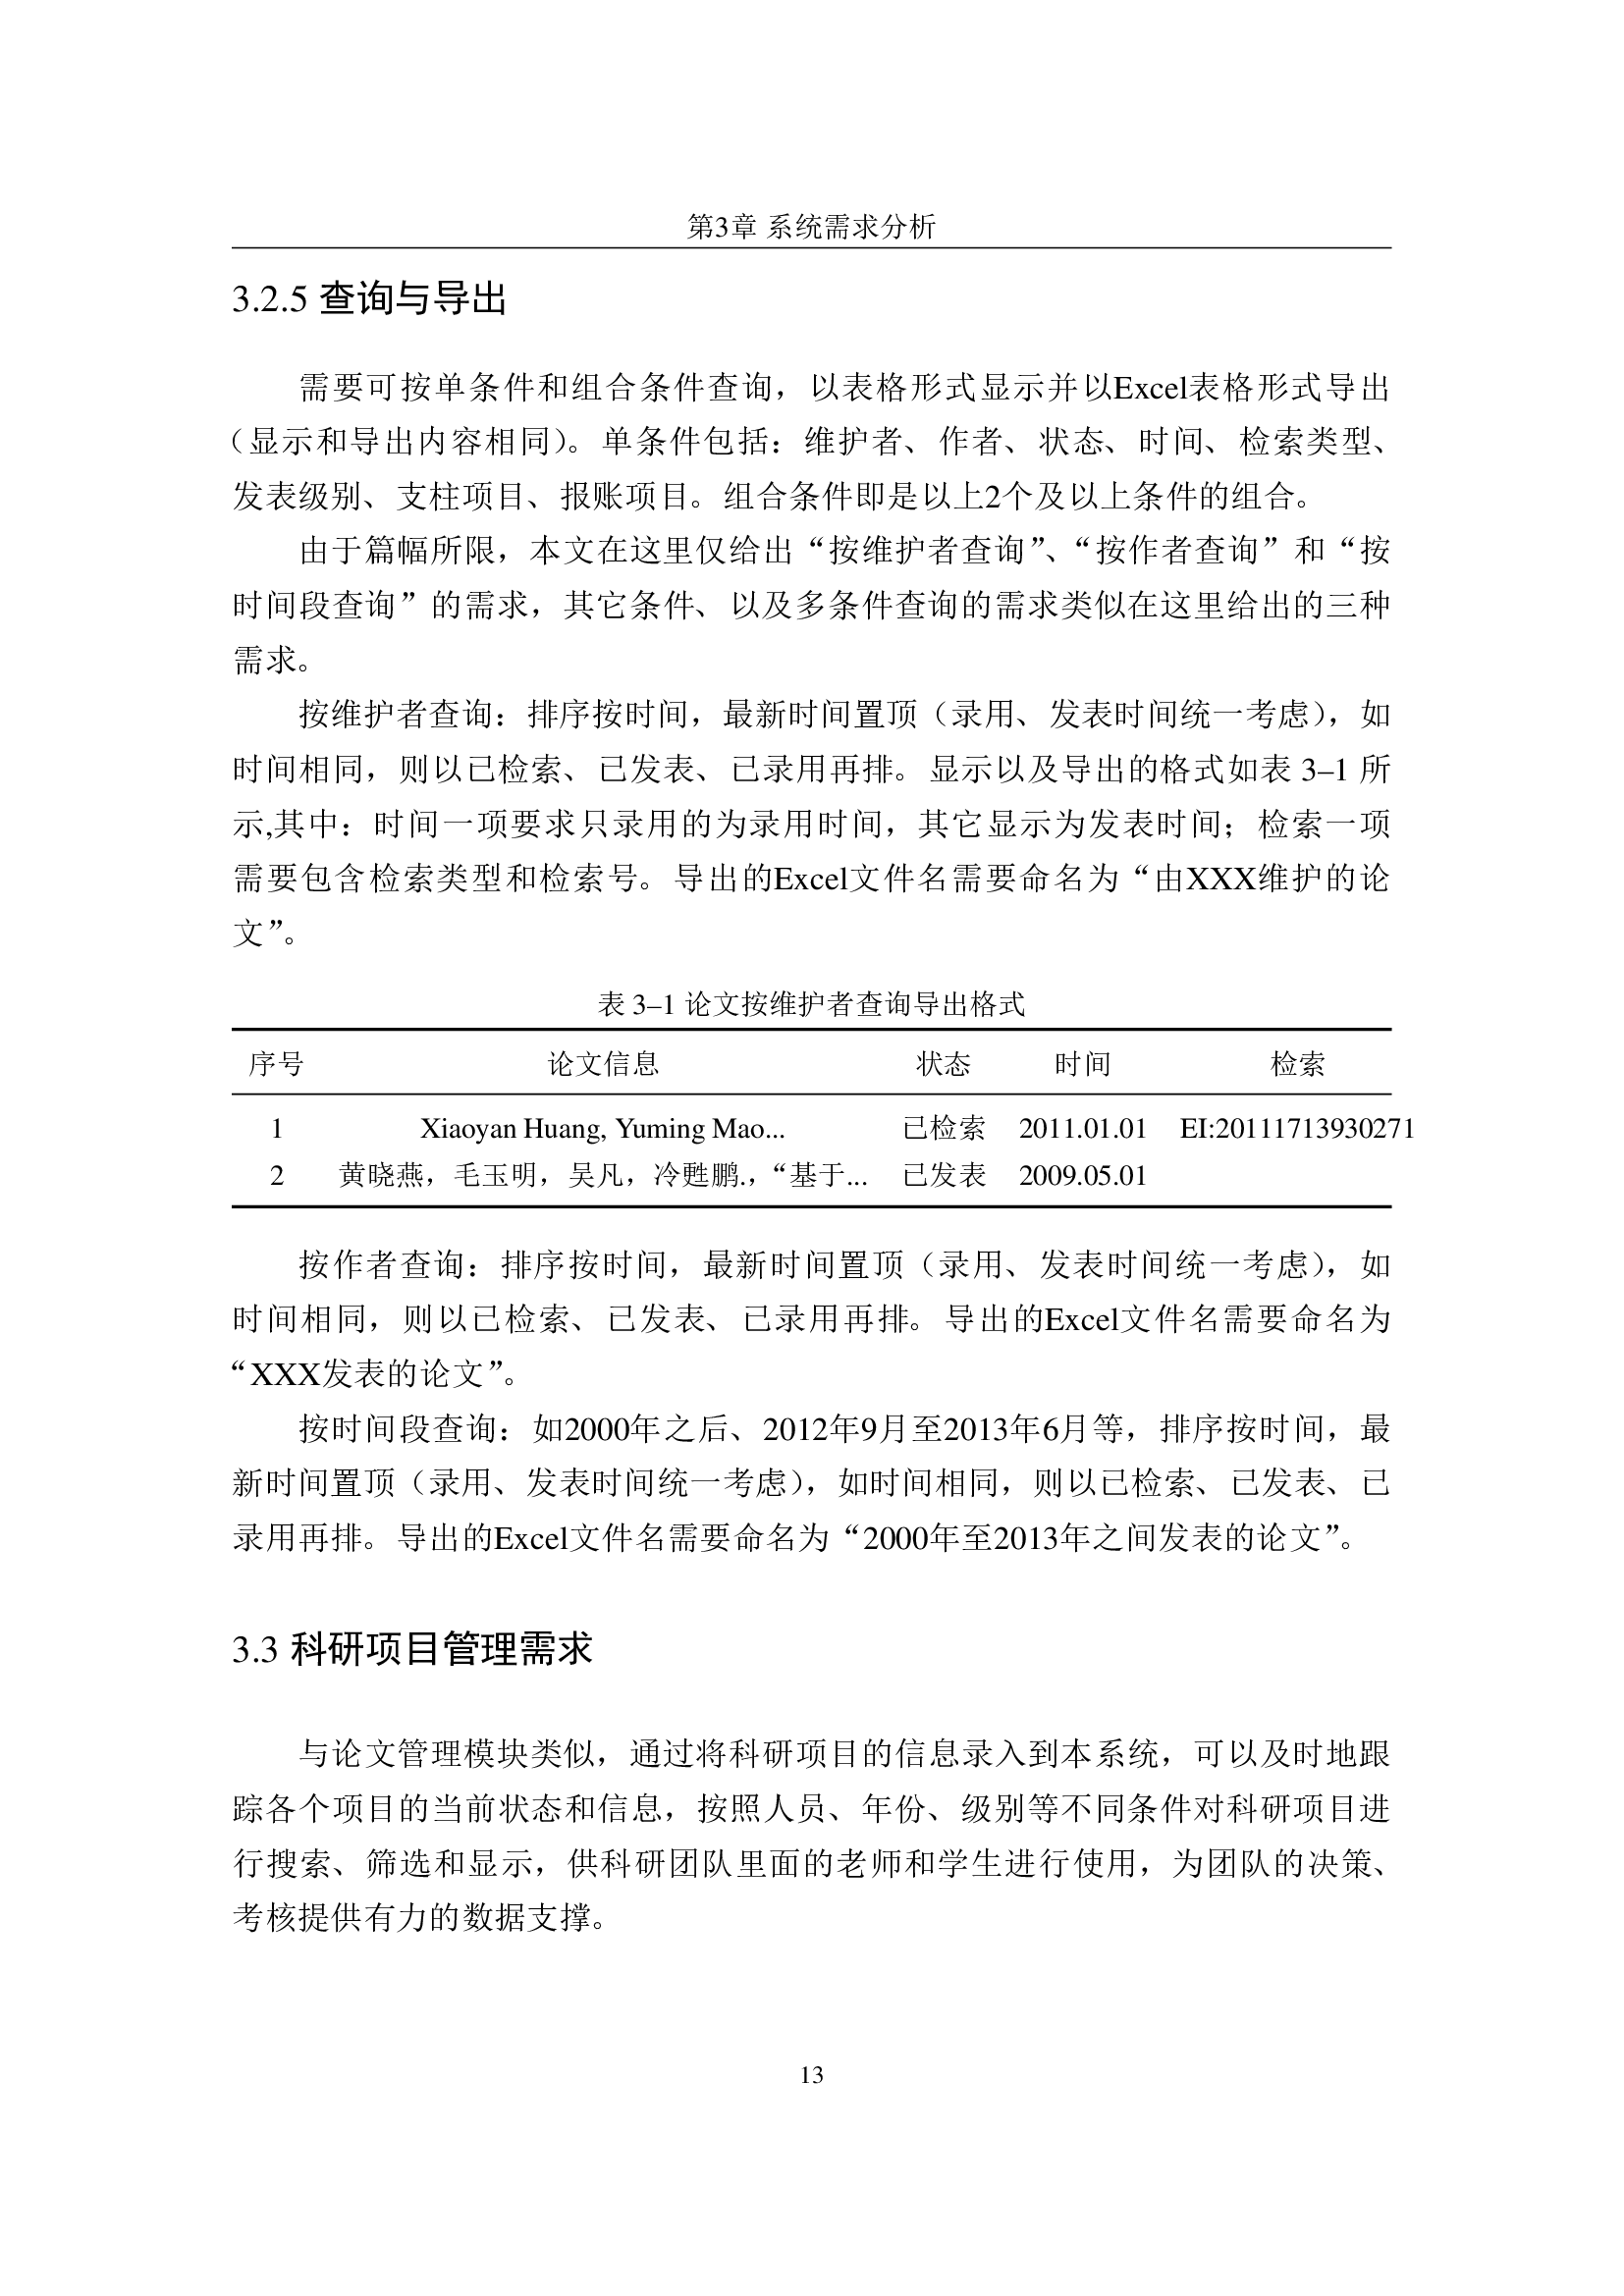 第3章 系统需求分析
3.2.5 查询与导出
需要可按单条件和组合条件查询，以表格形式显示并以Excel表格形式导出
（显示和导出内容相同）。单条件包括：维护者、作者、状态、时间、检索类型、
发表级别、支柱项目、报账项目。组合条件即是以上2个及以上条件的组合。
由于篇幅所限，本文在这里仅给出“按维护者查询”、“按作者查询”和“按
时间段查询”的需求，其它条件、以及多条件查询的需求类似在这里给出的三种
需求。
按维护者查询：排序按时间，最新时间置顶（录用、发表时间统一考虑），如
时间相同，则以已检索、已发表、已录用再排。显示以及导出的格式如表 3–1 所
示,其中：时间一项要求只录用的为录用时间，其它显示为发表时间；检索一项
需要包含检索类型和检索号。导出的Excel文件名需要命名为“由XXX维护的论
文”。
表 3–1 论文按维护者查询导出格式
序号 论文信息 状态 时间 检索
1 Xiaoyan Huang, Yuming Mao... 已检索 2011.01.01 EI:20111713930271
2 黄晓燕，毛玉明，吴凡，冷甦鹏.，“基于... 已发表 2009.05.01
按作者查询：排序按时间，最新时间置顶（录用、发表时间统一考虑），如
时间相同，则以已检索、已发表、已录用再排。导出的Excel文件名需要命名为
“XXX发表的论文”。
按时间段查询：如2000年之后、2012年9月至2013年6月等，排序按时间，最
新时间置顶（录用、发表时间统一考虑），如时间相同，则以已检索、已发表、已
录用再排。导出的Excel文件名需要命名为“2000年至2013年之间发表的论文”。
3.3 科研项目管理需求
与论文管理模块类似，通过将科研项目的信息录入到本系统，可以及时地跟
踪各个项目的当前状态和信息，按照人员、年份、级别等不同条件对科研项目进
行搜索、筛选和显示，供科研团队里面的老师和学生进行使用，为团队的决策、
考核提供有力的数据支撑。
13